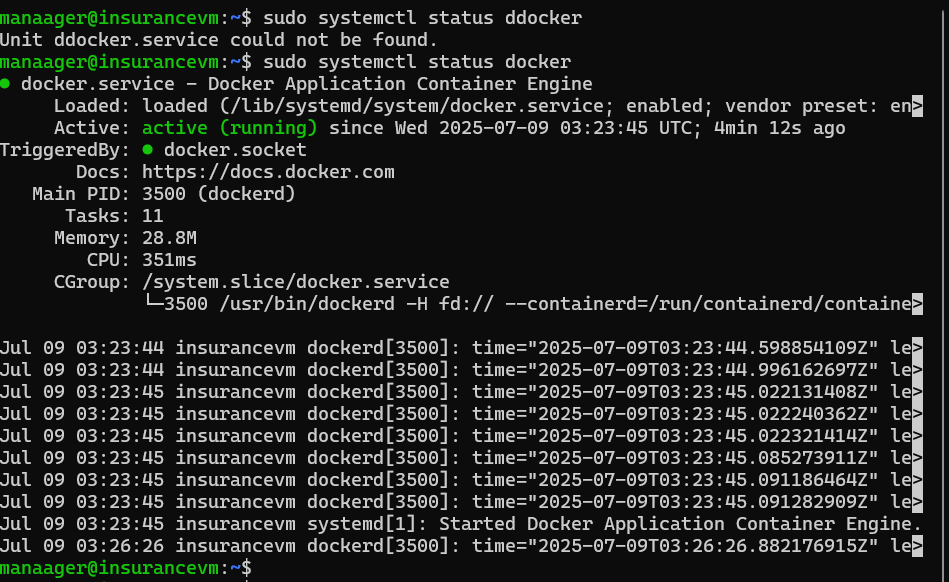 manaager@insurancevm:~$ sudo systemctl status ddocker
Unit ddocker.service could not be found.
manaager@insurancevm:~$ sudo systemctl status docker
● docker.service - Docker Application Container Engine
     Loaded: loaded (/lib/systemd/system/docker.service; enabled; vendor preset: en>
     Active: active (running) since Wed 2025-07-09 03:23:45 UTC; 4min 12s ago
TriggeredBy: ● docker.socket
       Docs: https://docs.docker.com
   Main PID: 3500 (dockerd)
      Tasks: 11
     Memory: 28.8M
        CPU: 351ms
     CGroup: /system.slice/docker.service
             └─3500 /usr/bin/dockerd -H fd:// --containerd=/run/containerd/containe>
Jul 09 03:23:44 insurancevm dockerd[3500]: time="2025-07-09T03:23:44.598854109Z" le>
Jul 09 03:23:44 insurancevm dockerd[3500]: time="2025-07-09T03:23:44.996162697Z" le>
Jul 09 03:23:45 insurancevm dockerd[3500]: time="2025-07-09T03:23:45.022131408Z" le>
Jul 09 03:23:45 insurancevm dockerd[3500]: time="2025-07-09T03:23:45.022240362Z" le>
Jul 09 03:23:45 insurancevm dockerd[3500]: time="2025-07-09T03:23:45.022321414Z" le>
Jul 09 03:23:45 insurancevm dockerd[3500]: time="2025-07-09T03:23:45.085273911Z" le>
Jul 09 03:23:45 insurancevm dockerd[3500]: time="2025-07-09T03:23:45.091186464Z" le>
Jul 09 03:23:45 insurancevm dockerd[3500]: time="2025-07-09T03:23:45.091282909Z" le>
Jul 09 03:23:45 insurancevm systemd[1]: Started Docker Application Container Engine.
Jul 09 03:26:26 insurancevm dockerd[3500]: time="2025-07-09T03:26:26.882176915Z" le>
manaager@insurancevm:~$